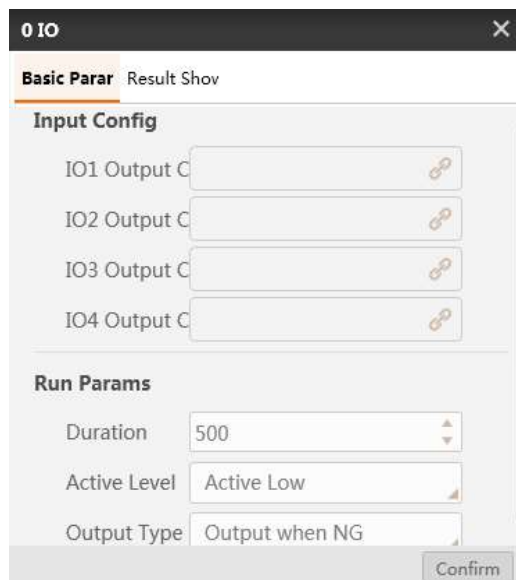 0 IO
Basic Parar Result Shov
Input Config
IO1 Output C
IO2 Output C
IO3 Output C
IO4 Output C
Run Params
Duration 500
Active Level Active Low
Output Type Output when NG
Confirm